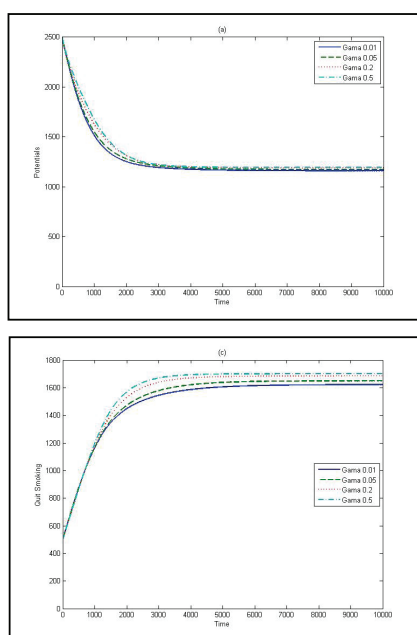 (a)
2500
2000
1500
1000
500
0
Potentials
0 1000 2000 3000 4000 5000 6000 7000 8000 9000 10000
Time
Gama 0.01
Gama 0.05
Gama 0.2
Gama 0.5
(c)
1800
1600
1400
1200
1000
800
600
400
200
0
Quit Smoking
0 1000 2000 3000 4000 5000 6000 7000 8000 9000 10000
Time
Gama 0.01
Gama 0.05
Gama 0.2
Gama 0.5